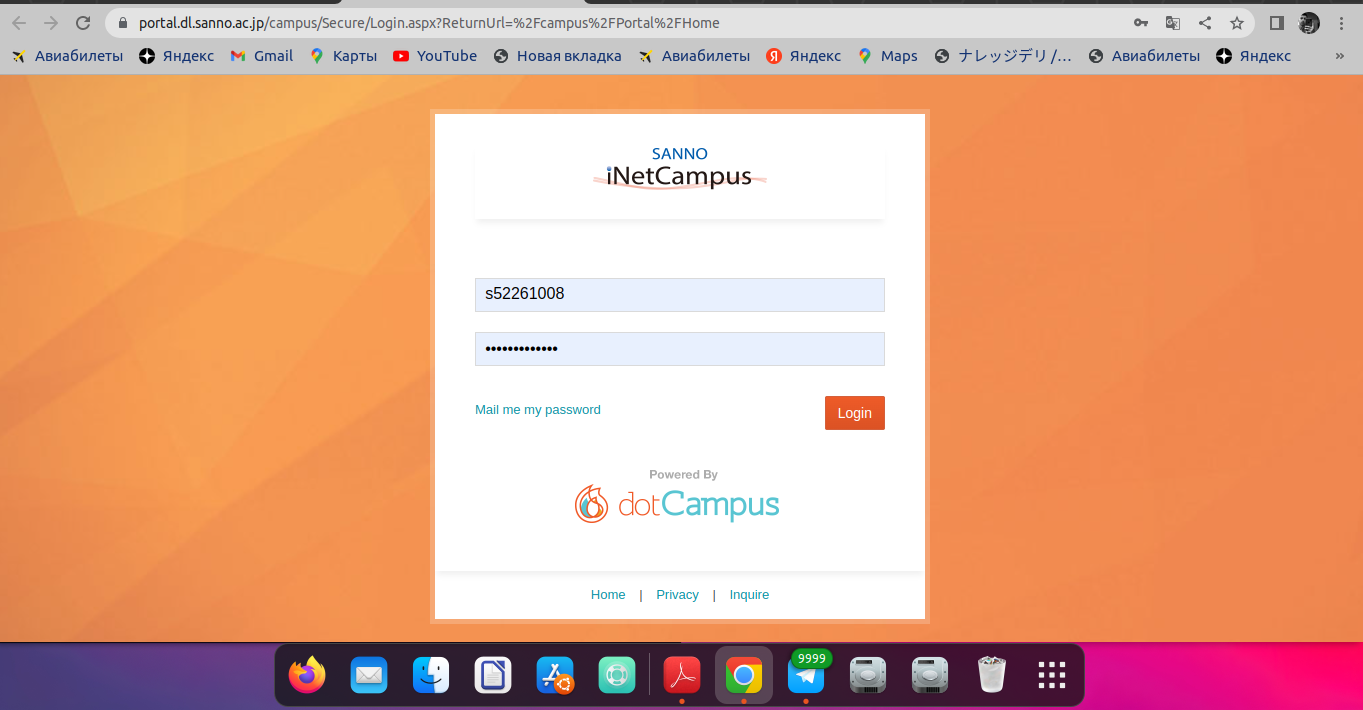 portal.dl.sanno.ac.jp/campus/Secure/Login.aspx?ReturnUrl=%2Fcampus%2FPortal%2FHome
Авиабилеты Яндекс Gmail Карты YouTube Новая вкладка Авиабилеты Яндекс Maps ナレッジデリ /... Авиабилеты Яндекс »
SANNO
iNetCampus
s52261008
•••••••••••••
Mail me my password
Login
Powered By
dotCampus
Home | Privacy | Inquire
9999